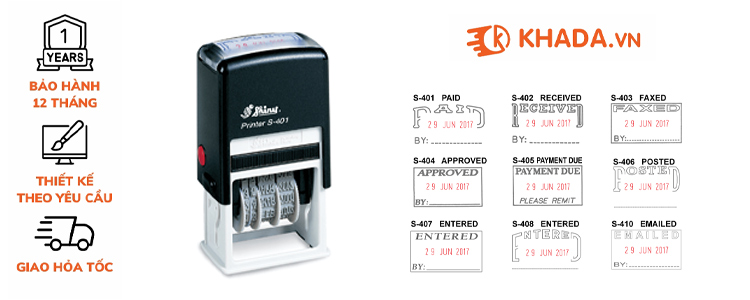 1
YEARS
BẢO HÀNH
12 THÁNG
THIẾT KẾ
THEO YÊU CẦU
GIAO HỎA TỐC
Shiny
Printer S-401
KHADA.VN
S-401 PAID
PAID
29 JUN 2017
BY:
S-402 RECEIVED
RECEIVED
29 JUN 2017
BY:
S-403 FAXED
FAXED
29 JUN 2017
BY:
S-404 APPROVED
APPROVED
29 JUN 2017
BY:
S-405 PAYMENT DUE
PAYMENT DUE
29 JUN 2017
PLEASE REMIT
S-406 POSTED
POSTED
29 JUN 2017
S-407 ENTERED
ENTERED
29 JUN 2017
BY:
S-408 ENTERED
ENTERED
29 JUN 2017
BY:
S-410 EMAILED
EMAILED
29 JUN 2017
BY: